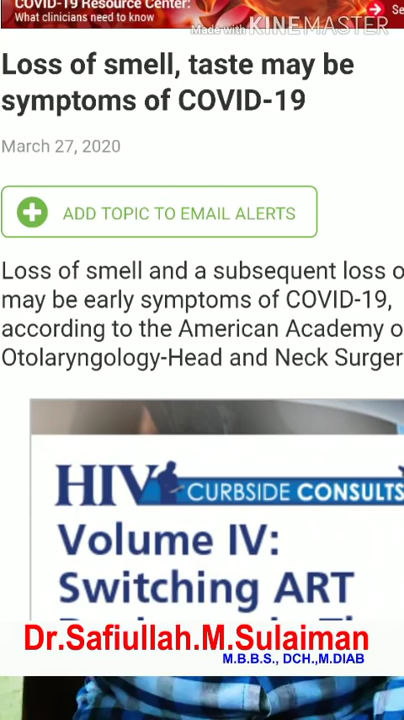 COVID-19 Resource Center:
What clinicians need to know
Se
Made with KINEMASTER
Loss of smell, taste may be
symptoms of COVID-19
March 27, 2020
ADD TOPIC TO EMAIL ALERTS
Loss of smell and a subsequent loss o
may be early symptoms of COVID-19,
according to the American Academy o
Otolaryngology-Head and Neck Surger
HIV CURBSIDE CONSULTS
Volume IV:
Switching ART
Dr.Safiullah.M.Sulaiman
M.B.B.S., DCH.,M.DIAB